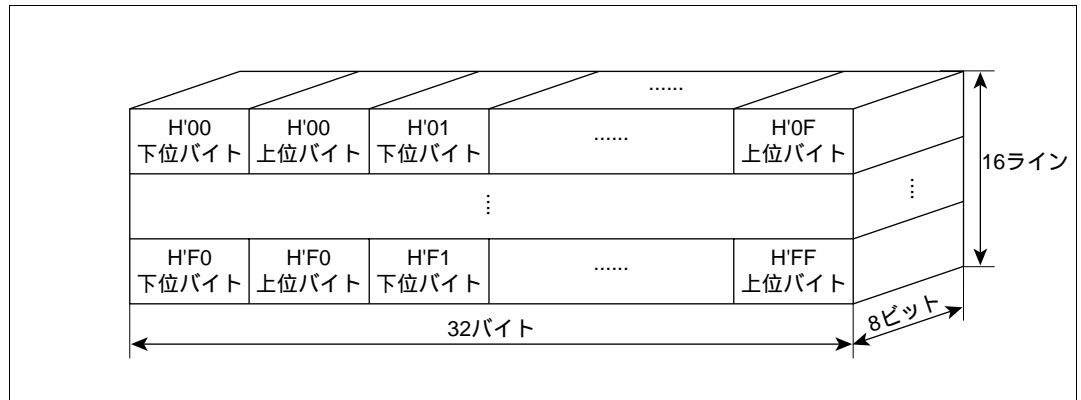 ......
H'00
下位バイト
H'00
上位バイト
H'01
下位バイト
......
H'0F
上位バイト
16ライン
...
...
H'F0
下位バイト
H'F0
上位バイト
H'F1
下位バイト
......
H'FF
上位バイト
32バイト
8ビット